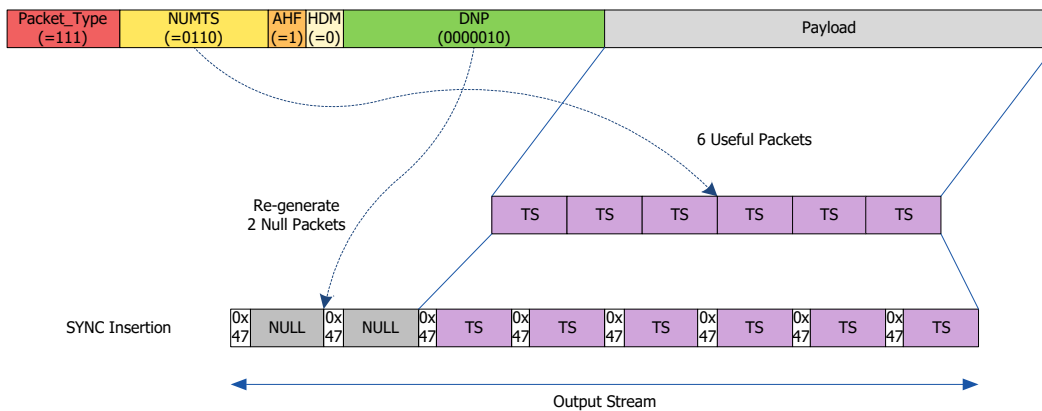 Packet_Type
(=111)
NUMTS
(=0110)
AHF
(=1)
HDM
(=0)
DNP
(0000010)
Payload
6 Useful Packets
Re-generate
2 Null Packets
TS
TS
TS
TS
TS
TS
SYNC Insertion
0x
47
NULL
0x
47
NULL
0x
47
TS
0x
47
TS
0x
47
TS
0x
47
TS
0x
47
TS
0x
47
TS
Output Stream